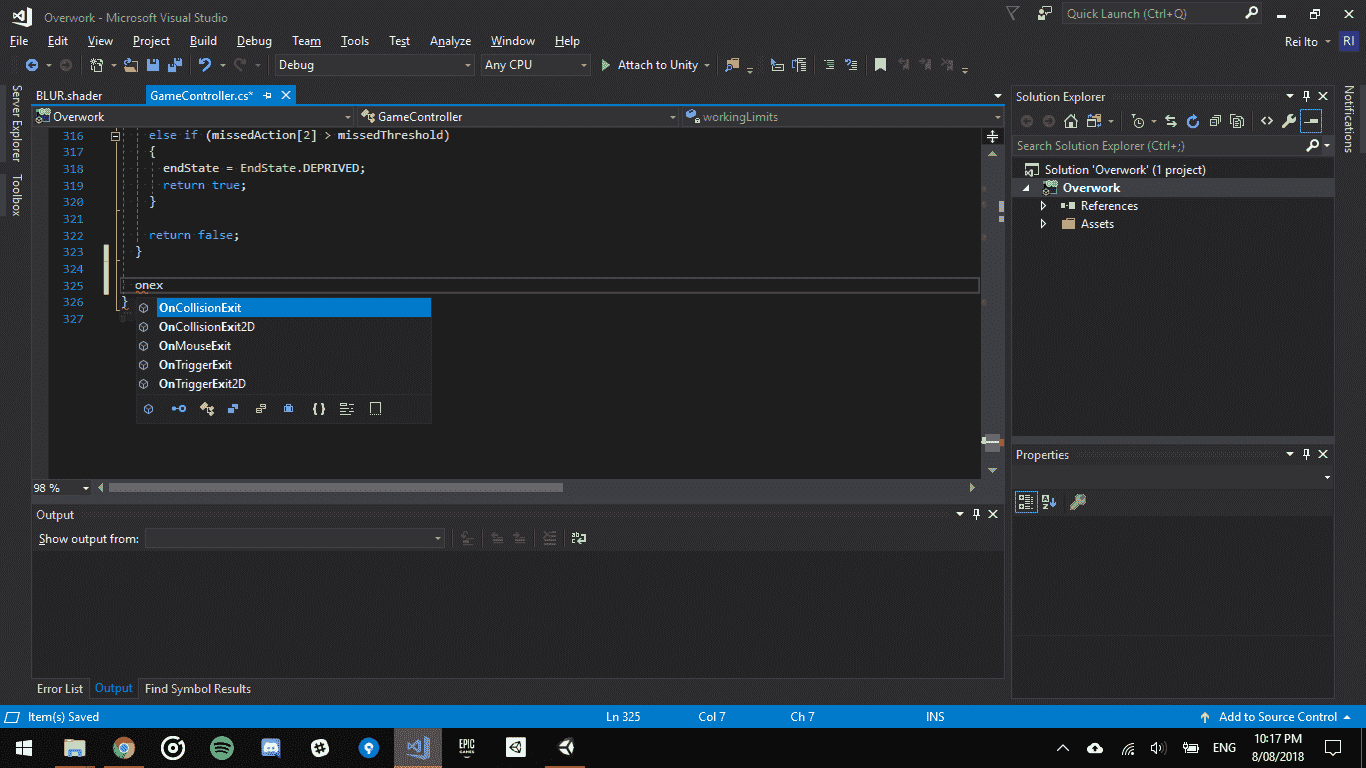 Overwork - Microsoft Visual Studio
Quick Launch (Ctrl+Q)
File Edit View Project Build Debug Team Tools Test Analyze Window Help
Rei Ito RI
Debug Any CPU Attach to Unity
Server Explorer
Toolbox
BLUR.shader GameController.cs*
Overwork GameController workingLimits
316 else if (missedAction[2] > missedThreshold)
317 {
318 endState = EndState.DEPRIVED;
319 return true;
320 }
321
322 return false;
323 }
324
325 onex
326 }
327
OnCollisionExit
OnCollisionExit2D
OnMouseExit
OnTriggerExit
OnTriggerExit2D
98 %
Output
Show output from:
Error List Output Find Symbol Results
Solution Explorer
Search Solution Explorer (Ctrl+;)
Solution 'Overwork' (1 project)
Overwork
References
Assets
Properties
Notifications
Item(s) Saved Ln 325 Col 7 Ch 7 INS Add to Source Control
EPIC
GAMES
ENG
10:17 PM
8/08/2018